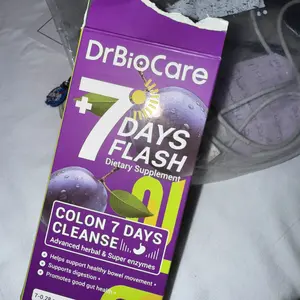 DrBioCare
+7 DAYS
FLASH
Dietary Supplement
COLON 7 DAYS
CLEANSE
Advanced herbal & Super enzymes
• Helps support healthy bowel movement •
• Supports digestion •
• Promotes good gut health •